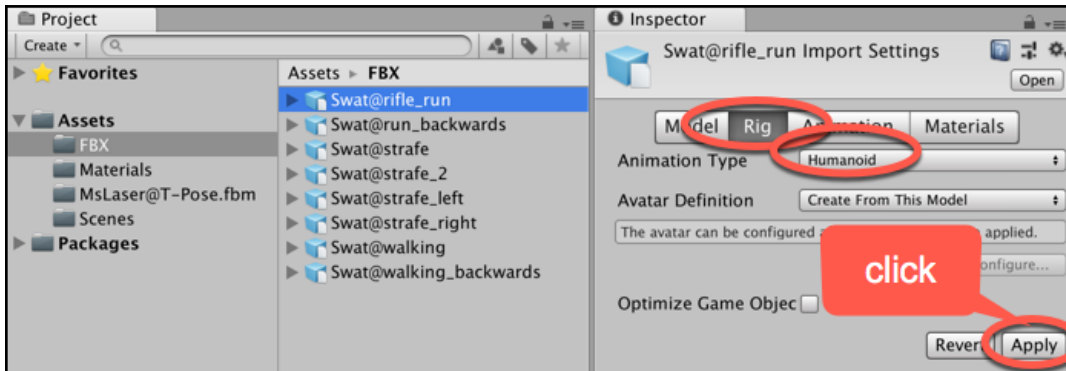 Project
Create
Favorites
Assets
FBX
Materials
MsLaser@T-Pose.fbm
Scenes
Packages
Assets ▸ FBX
Swat@rifle_run
Swat@run_backwards
Swat@strafe
Swat@strafe_2
Swat@strafe_left
Swat@strafe_right
Swat@walking
Swat@walking_backwards
Inspector
Swat@rifle_run Import Settings
Open
Model Rig Animation Materials
Animation Type Humanoid
Avatar Definition Create From This Model
The avatar can be configured applied.
onfigure...
click
Optimize Game Objec
Rever Apply